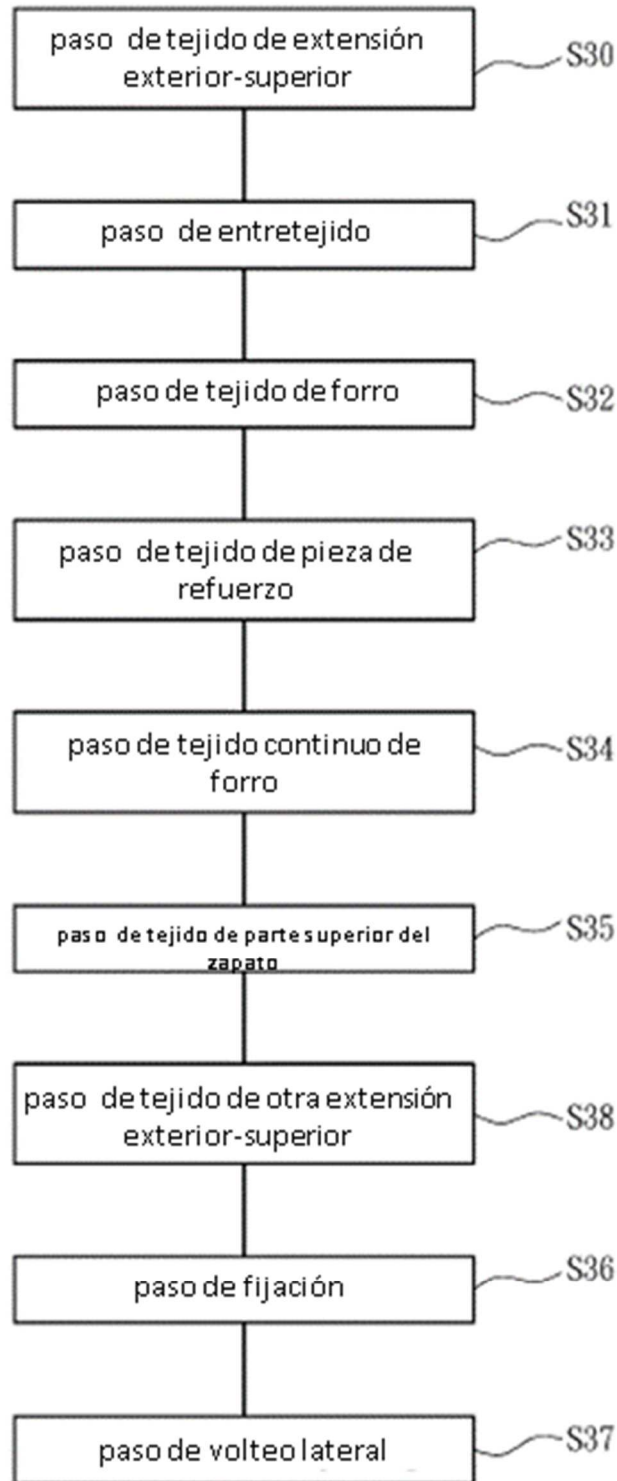 paso de tejido de extensión
exterior-superior
S30
paso de entretejido
S31
paso de tejido de forro
S32
paso de tejido de pieza de
refuerzo
S33
paso de tejido continuo de
forro
S34
paso de tejido de parte superior del
zapato
S35
paso de tejido de otra extensión
exterior-superior
S38
paso de fijación
S36
paso de volteo lateral
S37